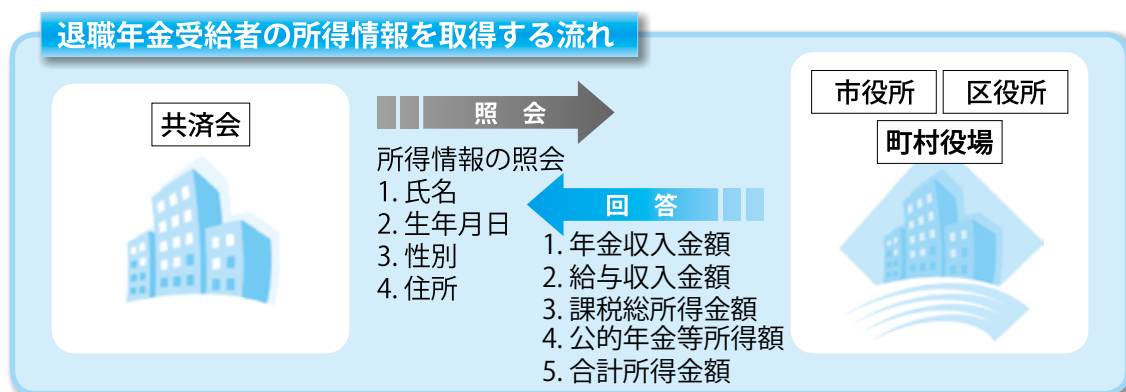 退職年金受給者の所得情報を取得する流れ
共済会
照 会
所得情報の照会
1. 氏名
2. 生年月日
3. 性別
4. 住所
回 答
1. 年金収入金額
2. 給与収入金額
3. 課税総所得金額
4. 公的年金等所得額
5. 合計所得金額
市役所
区役所
町村役場